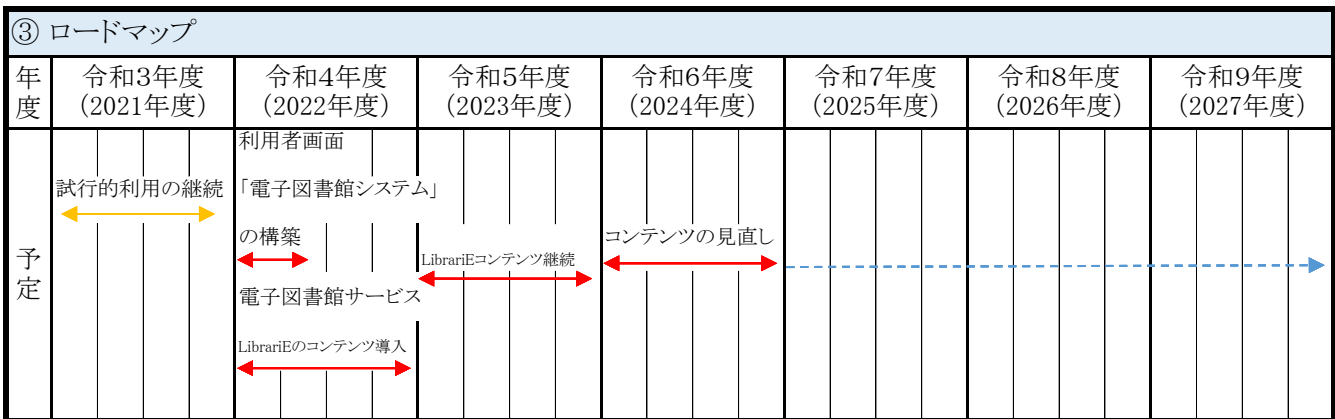 ③ ロードマップ
年度
令和3年度
(2021年度)
令和4年度
(2022年度)
令和5年度
(2023年度)
令和6年度
(2024年度)
令和7年度
(2025年度)
令和8年度
(2026年度)
令和9年度
(2027年度)
予定
試行的利用の継続
利用者画面
「電子図書館システム」
の構築
電子図書館サービス
LibrariEのコンテンツ導入
LibrariEコンテンツ継続
コンテンツの見直し